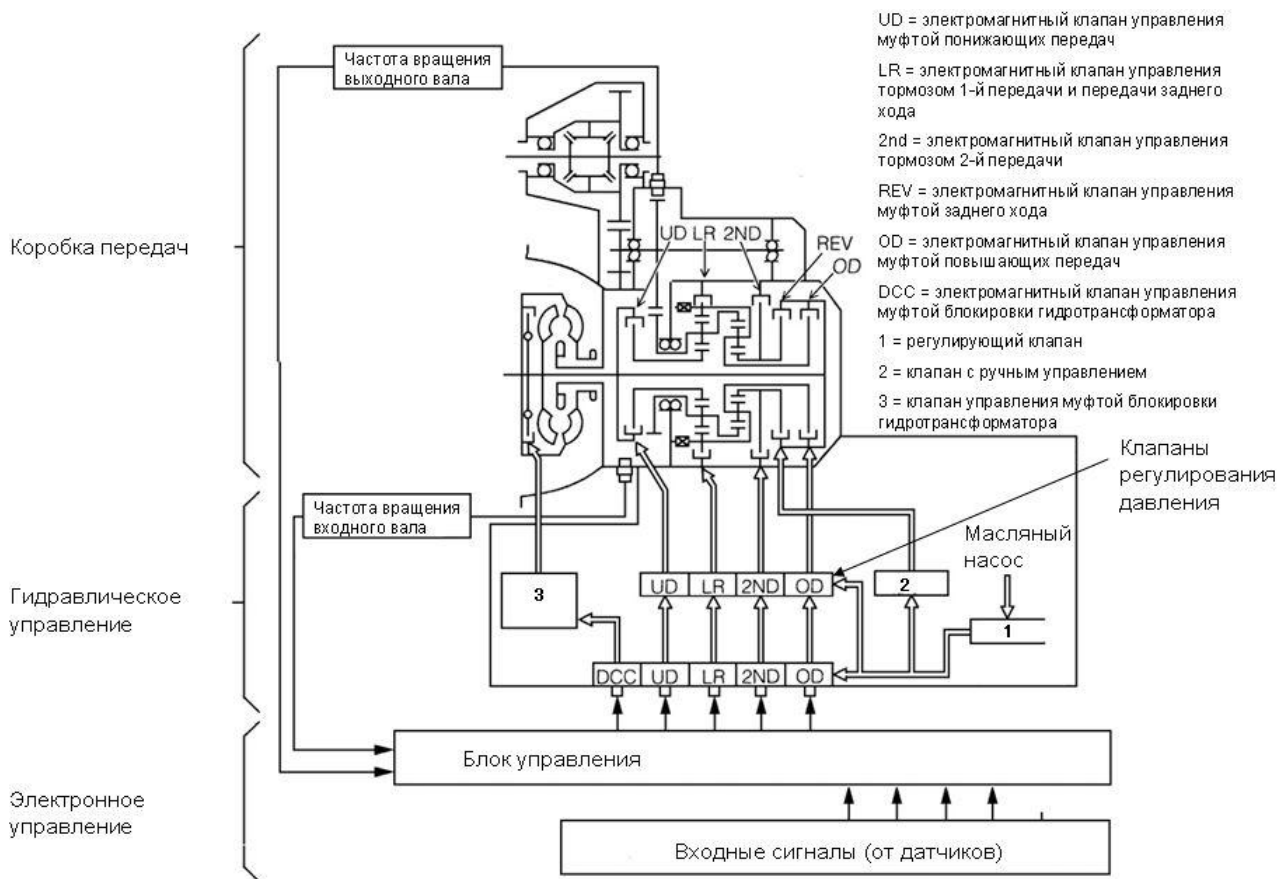 Коробка передач
Гидравлическое
управление
Электронное
управление
Частота вращения
выходного вала
Частота вращения
входного вала
UD LR 2ND
REV
OD
UD = электромагнитный клапан управления
муфтой понижающих передач
LR = электромагнитный клапан управления
тормозом 1-й передачи и передачи заднего
хода
2nd = электромагнитный клапан управления
тормозом 2-й передачи
REV = электромагнитный клапан управления
муфтой заднего хода
OD = электромагнитный клапан управления
муфтой повышающих передач
DCC = электромагнитный клапан управления
муфтой блокировки гидротрансформатора
1 = регулирующий клапан
2 = клапан с ручным управлением
3 = клапан управления муфтой блокировки
гидротрансформатора
Клапаны
регулирования
давления
Масляный
насос
3
UD LR 2ND OD
2
1
DCC UD LR 2ND OD
Блок управления
Входные сигналы (от датчиков)